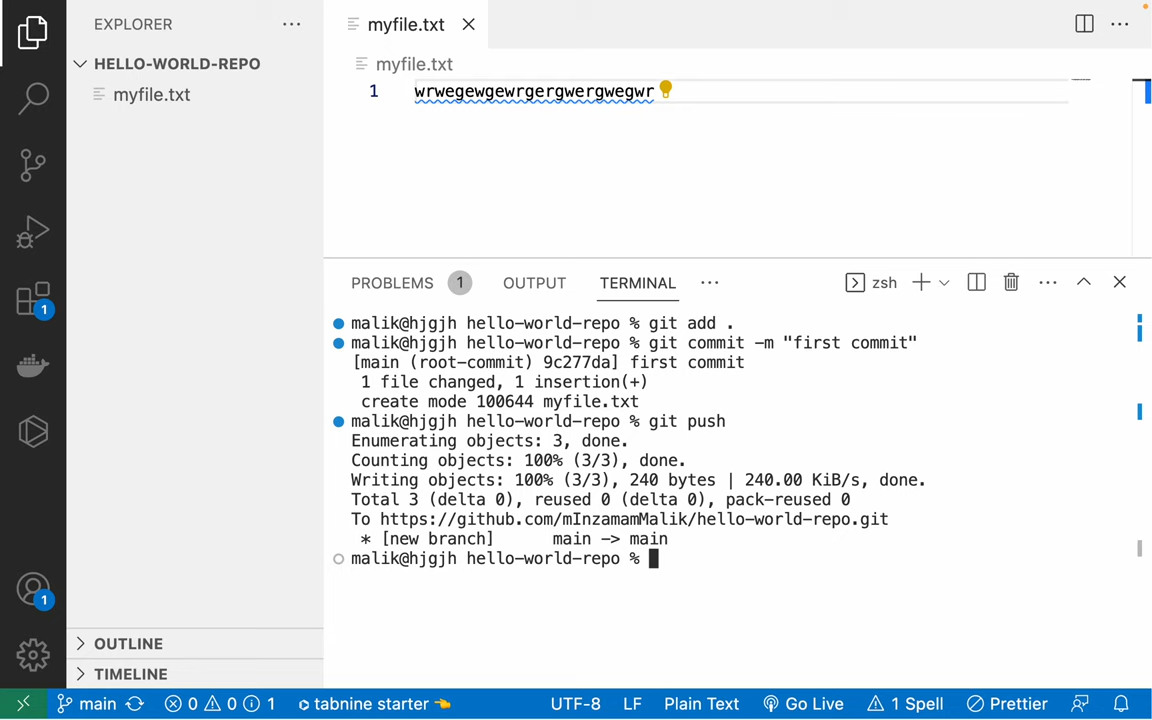 EXPLORER
HELLO-WORLD-REPO
myfile.txt
OUTLINE
TIMELINE
myfile.txt
myfile.txt
1 wrwegewgewrgergwergwegwr
PROBLEMS 1 OUTPUT TERMINAL zsh
malik@hjgjh hello-world-repo % git add .
malik@hjgjh hello-world-repo % git commit -m "first commit"
[main (root-commit) 9c277da] first commit
1 file changed, 1 insertion(+)
create mode 100644 myfile.txt
malik@hjgjh hello-world-repo % git push
Enumerating objects: 3, done.
Counting objects: 100% (3/3), done.
Writing objects: 100% (3/3), 240 bytes | 240.00 KiB/s, done.
Total 3 (delta 0), reused 0 (delta 0), pack-reused 0
To https://github.com/mInzamamMalik/hello-world-repo.git
* [new branch] main -> main
malik@hjgjh hello-world-repo %
1
1
main 0 0 1 tabnine starter UTF-8 LF Plain Text Go Live 1 Spell Prettier